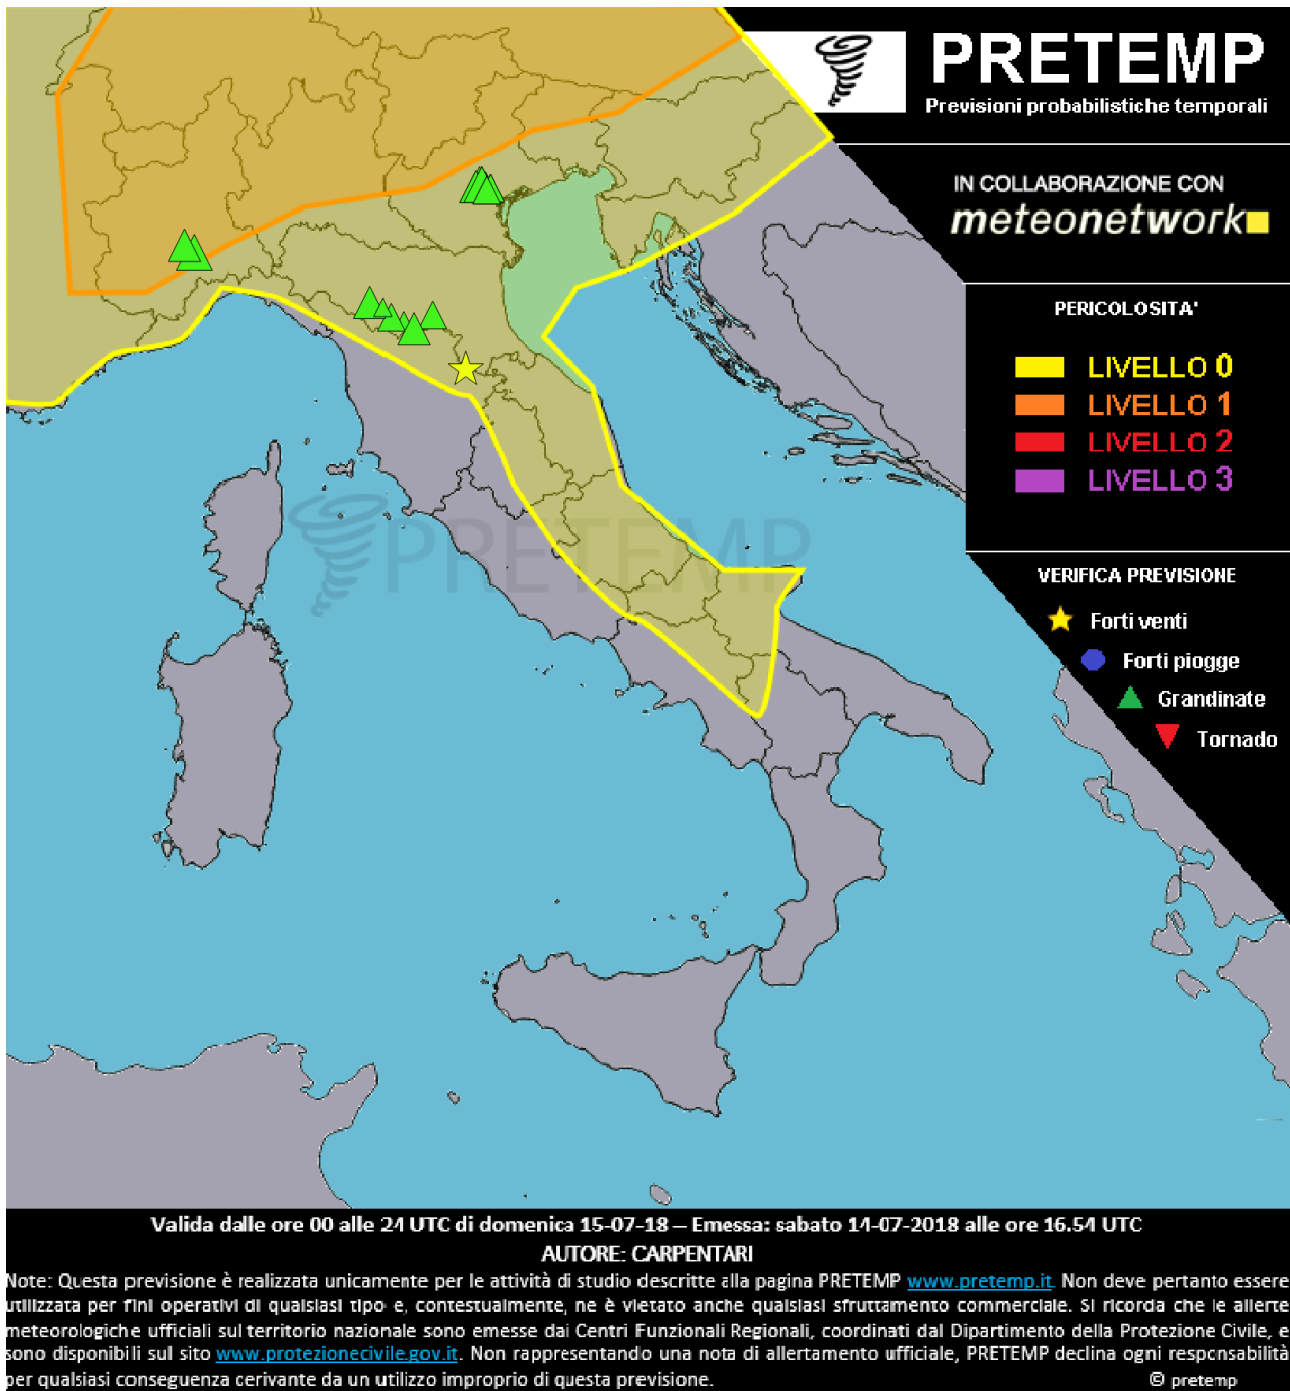 PRETEMP
Previsioni probabilistiche temporali
IN COLLABORAZIONE CON
meteonetwork
PERICOLOSITA'
LIVELLO 0
LIVELLO 1
LIVELLO 2
LIVELLO 3
VERIFICA PREVISIONE
Forti venti
Forti piogge
Grandinate
Tornado
PRETEMP
Valida dalle ore 00 alle 24 UTC di domenica 15-07-18 – Emessa: sabato 14-07-2018 alle ore 16.54 UTC
AUTORE: CARPENTARI
Note: Questa previsione è realizzata unicamente per le attività di studio descritte alla pagina PRETEMP www.pretemp.it. Non deve pertanto essere
utilizzata per fini operativi di qualsiasi tipo e, contestualmente, ne è vietato anche qualsiasi sfruttamento commerciale. Si ricorda che le allerte
meteorologiche ufficiali sul territorio nazionale sono emesse dai Centri Funzionali Regionali, coordinati dal Dipartimento della Protezione Civile, e
sono disponibili sul sito www.protezionecivile.gov.it. Non rappresentando una nota di allertamento ufficiale, PRETEMP declina ogni responsabilità
per qualsiasi conseguenza cerivante da un utilizzo improprio di questa previsione.
© pretemp